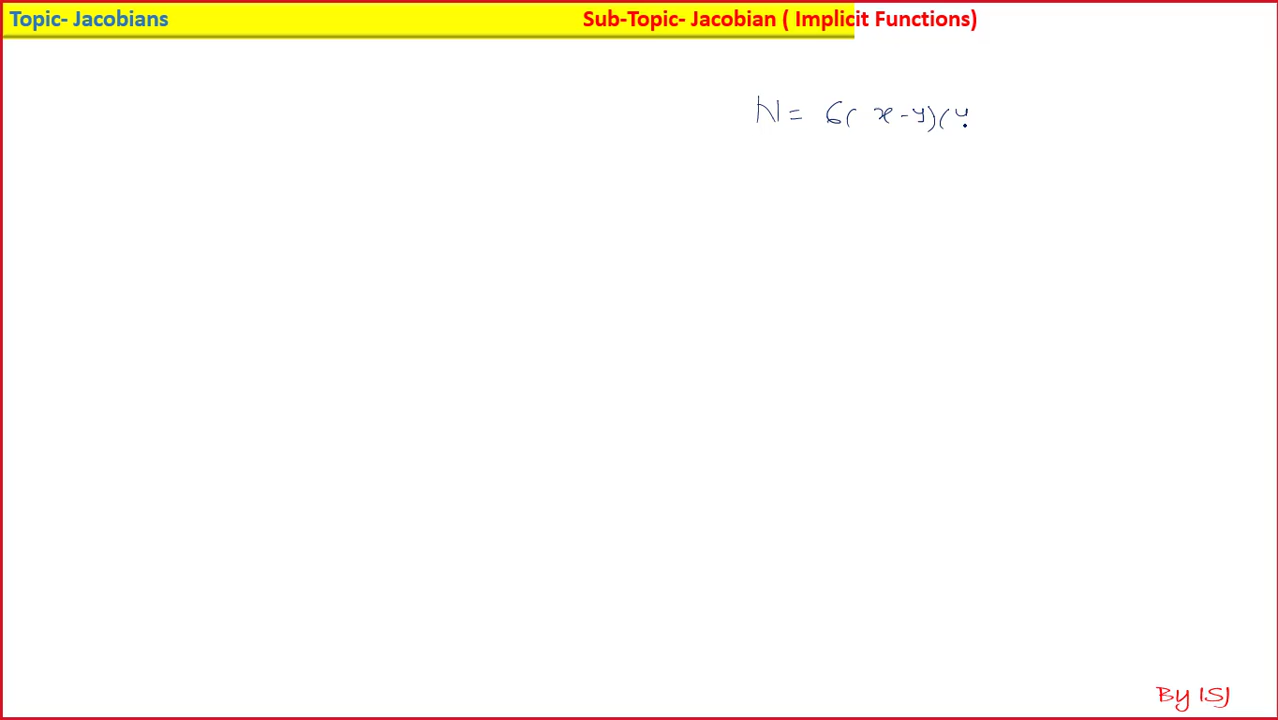 Topic- Jacobians
Sub-Topic- Jacobian ( Implicit Functions)
N = 6( x-y)(y
By ISJ